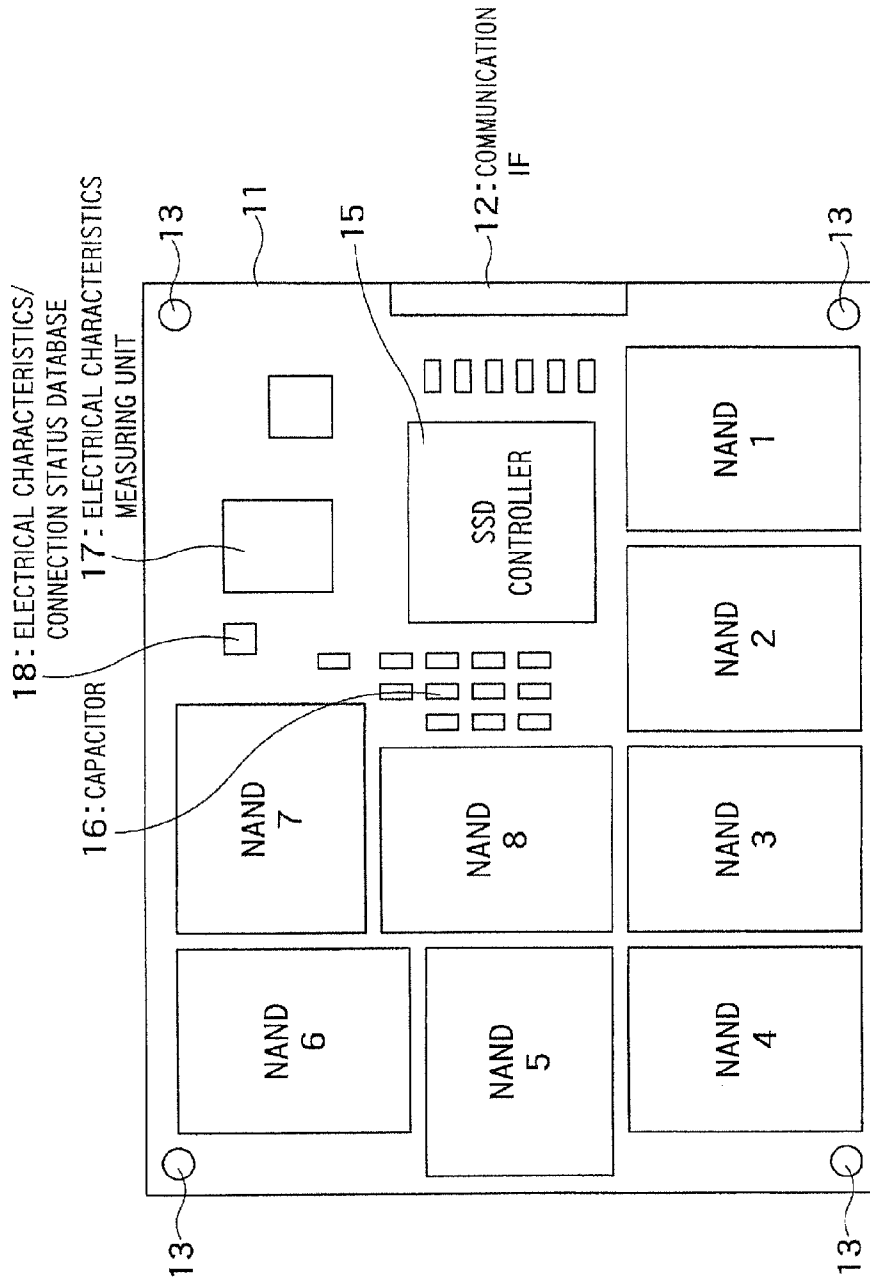 18: ELECTRICAL CHARACTERISTICS/
CONNECTION STATUS DATABASE
17: ELECTRICAL CHARACTERISTICS
MEASURING UNIT
16: CAPACITOR
13
13
11
NAND
6
NAND
7
15
12: COMMUNICATION
IF
NAND
5
NAND
8
SSD
CONTROLLER
NAND
4
NAND
3
NAND
2
NAND
1
13
13